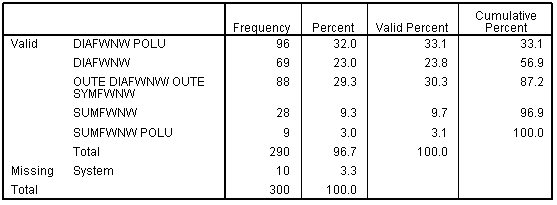 Frequency Percent Valid Percent Cumulative Percent
Valid DIAFWNW POLU 96 32.0 33.1 33.1
DIAFWNW 69 23.0 23.8 56.9
OUTE DIAFWNW/ OUTE
SYMFWNW 88 29.3 30.3 87.2
SUMFWNW 28 9.3 9.7 96.9
SUMFWNW POLU 9 3.0 3.1 100.0
Total 290 96.7 100.0
Missing System 10 3.3
Total 300 100.0